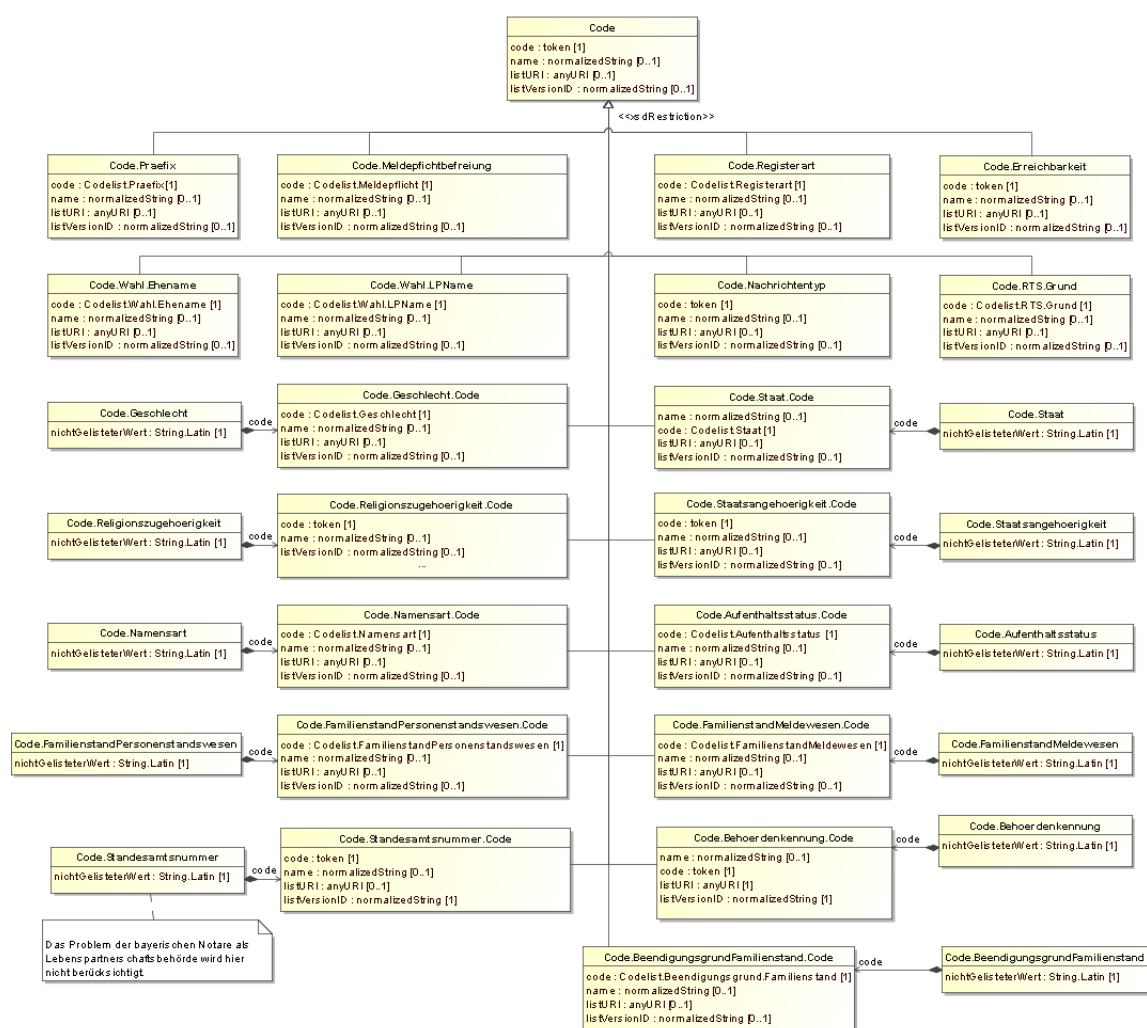 Code
code : token [1]
name : normalizedString [0..1]
listURI : anyURI [0..1]
listVersionID : normalizedString [0..1]
<<xsdRestriction>>
Code.Praefix
code : Codelist.Praefix[1]
name : normalizedString [0..1]
listURI : anyURI [0..1]
listVersionID : normalizedString [0..1]
Code.Meldepfichtbefreiung
code : Codelist.Meldepflicht [1]
name : normalizedString [0..1]
listURI : anyURI [0..1]
listVersionID : normalizedString [0..1]
Code.Registerart
code : Codelist.Registerart [1]
name : normalizedString [0..1]
listURI : anyURI [0..1]
listVersionID : normalizedString [0..1]
Code.Erreichbarkeit
code : token [1]
name : normalizedString [0..1]
listURI : anyURI [0..1]
listVersionID : normalizedString [0..1]
Code.Wahl.Ehename
code : Codelist.Wahl.Ehename [1]
name : normalizedString [0..1]
listURI : anyURI [0..1]
listVersionID : normalizedString [0..1]
Code.Wahl.LPName
code : Codelist.Wahl.LPName [1]
name : normalizedString [0..1]
listURI : anyURI [0..1]
listVersionID : normalizedString [0..1]
Code.Nachrichtentyp
code : token [1]
name : normalizedString [0..1]
listURI : anyURI [0..1]
listVersionID : normalizedString [0..1]
Code.RTS.Grund
code : Codelist.RTS.Grund [1]
name : normalizedString [0..1]
listURI : anyURI [0..1]
listVersionID : normalizedString [0..1]
Code.Geschlecht
nichtGelisteterWert : String.Latin [1]
code
Code.Geschlecht.Code
code : Codelist.Geschlecht [1]
name : normalizedString [0..1]
listURI : anyURI [0..1]
listVersionID : normalizedString [0..1]
Code.Staat.Code
name : normalizedString [0..1]
code : Codelist.Staat [1]
listURI : anyURI [0..1]
listVersionID : normalizedString [0..1]
code
Code.Staat
nichtGelisteterWert : String.Latin [1]
Code.Religionszugehoerigkeit
nichtGelisteterWert : String.Latin [1]
code
Code.Religionszugehoerigkeit.Code
code : token [1]
name : normalizedString [0..1]
listVersionID : normalizedString [0..1]
...
Code.Staatsangehoerigkeit.Code
code : token [1]
name : normalizedString [0..1]
listURI : anyURI [0..1]
listVersionID : normalizedString [0..1]
code
Code.Staatsangehoerigkeit
nichtGelisteterWert : String.Latin [1]
Code.Namensart
nichtGelisteterWert : String.Latin [1]
code
Code.Namensart.Code
code : Codelist.Namensart [1]
name : normalizedString [0..1]
listURI : anyURI [0..1]
listVersionID : normalizedString [0..1]
Code.Aufenthaltsstatus.Code
code : Codelist.Aufenthaltsstatus [1]
name : normalizedString [0..1]
listURI : anyURI [0..1]
listVersionID : normalizedString [0..1]
code
Code.Aufenthaltsstatus
nichtGelisteterWert : String.Latin [1]
Code.FamilienstandPersonenstandswesen
nichtGelisteterWert : String.Latin [1]
code
Code.FamilienstandPersonenstandswesen.Code
code : Codelist.FamilienstandPersonenstandswesen [1]
name : normalizedString [0..1]
listURI : anyURI [0..1]
listVersionID : normalizedString [0..1]
Code.FamilienstandMeldewesen.Code
code : Codelist.FamilienstandMeldewesen [1]
name : normalizedString [0..1]
listURI : anyURI [0..1]
listVersionID : normalizedString [0..1]
code
Code.FamilienstandMeldewesen
nichtGelisteterWert : String.Latin [1]
Code.Standesamtsnummer
nichtGelisteterWert : String.Latin [1]
code
Code.Standesamtsnummer.Code
code : token [1]
name : normalizedString [0..1]
listURI : anyURI [0..1]
listVersionID : normalizedString [1]
Code.Behoerdenkennung.Code
name : normalizedString [0..1]
code : token [1]
listURI : anyURI [1]
listVersionID : normalizedString [1]
code
Code.Behoerdenkennung
nichtGelisteterWert : String.Latin [1]
Das Problem der bayerischen Notare als
Lebenspartnerschaftsbehörde wird hier
nicht berücksichtigt.
Code.BeendigungsgrundFamilienstand.Code
code : Codelist.Beendigungsgrund.Familienstand [1]
name : normalizedString [0..1]
listURI : anyURI [0..1]
listVersionID : normalizedString [0..1]
code
Code.BeendigungsgrundFamilienstand
nichtGelisteterWert : String.Latin [1]